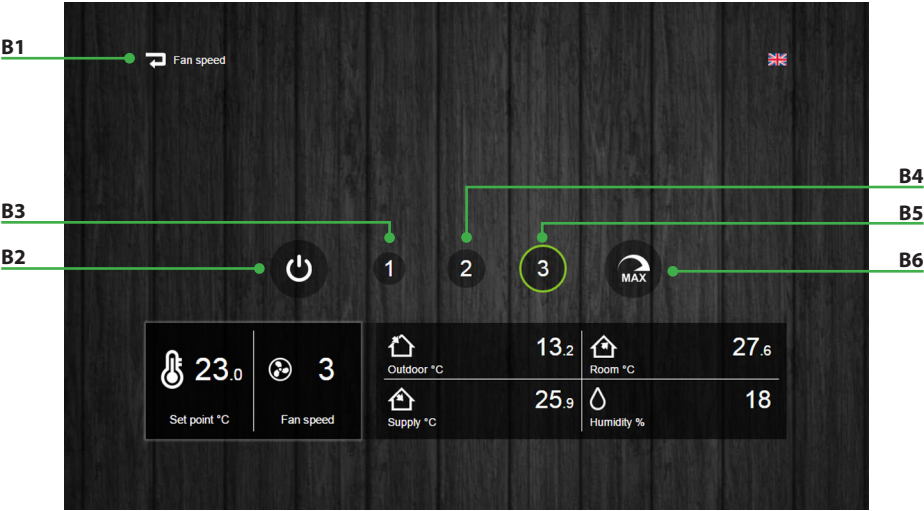 B1
Fan speed
B4
B3
B5
B2
B6
1 2 3 MAX
23.0 3
Set point °C Fan speed
13.2 27.6
Outdoor °C Room °C
25.9 18
Supply °C Humidity %